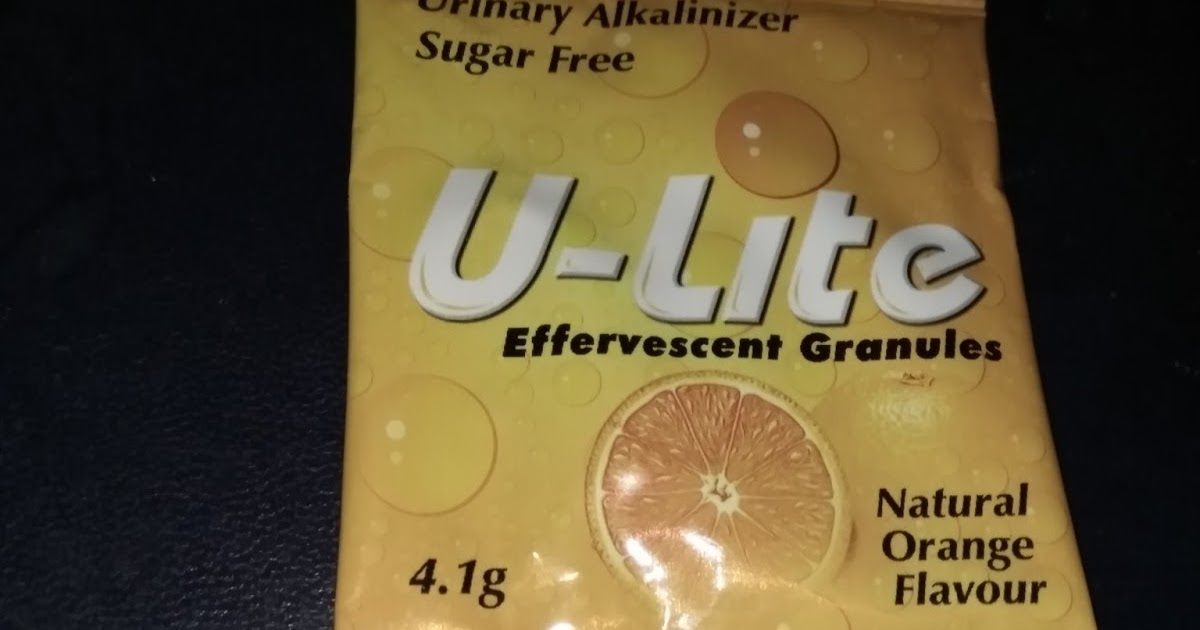 Urinary Alkalinizer
Sugar Free
U-Lite
Effervescent Granules
Natural
Orange
Flavour
4.1g